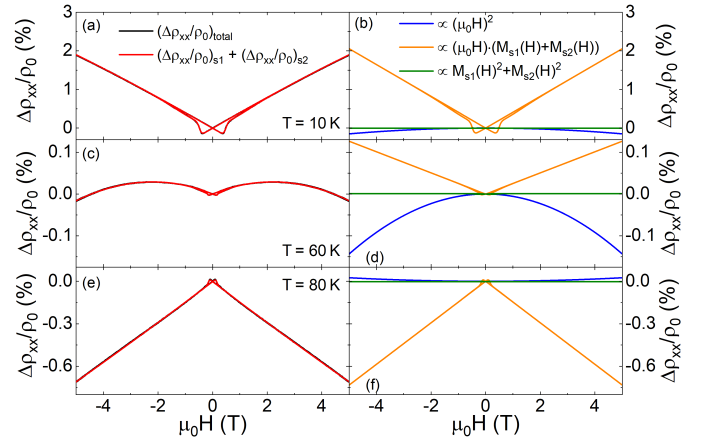 (a)
(Δρxx/ρ0)total
(Δρxx/ρ0)s1 + (Δρxx/ρ0)s2
T = 10 K
3
2
1
0
Δρxx/ρ0 (%)
(b)
∝ (μ0H)²
∝ (μ0H)·(Ms1(H)+Ms2(H))
∝ Ms1(H)²+Ms2(H)²
3
2
1
0
Δρxx/ρ0 (%)
(c)
T = 60 K
0.1
0.0
-0.1
Δρxx/ρ0 (%)
(d)
0.1
0.0
-0.1
Δρxx/ρ0 (%)
(e)
T = 80 K
0.0
-0.3
-0.6
Δρxx/ρ0 (%)
(f)
0.0
-0.3
-0.6
Δρxx/ρ0 (%)
-4 -2 0 2 4
μ0H (T)
-4 -2 0 2 4
μ0H (T)